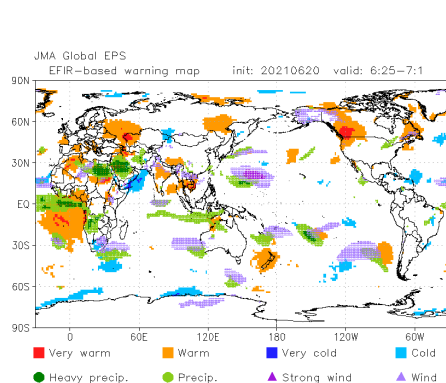 JMA Global EPS
EFIR-based warning map init: 20210620 valid: 6:25-7:1
90N
60N
30N
EQ
30S
60S
90S
0 60E 120E 180 120W 60W
Very warm Warm Very cold Cold
Heavy precip. Precip. Strong wind Wind